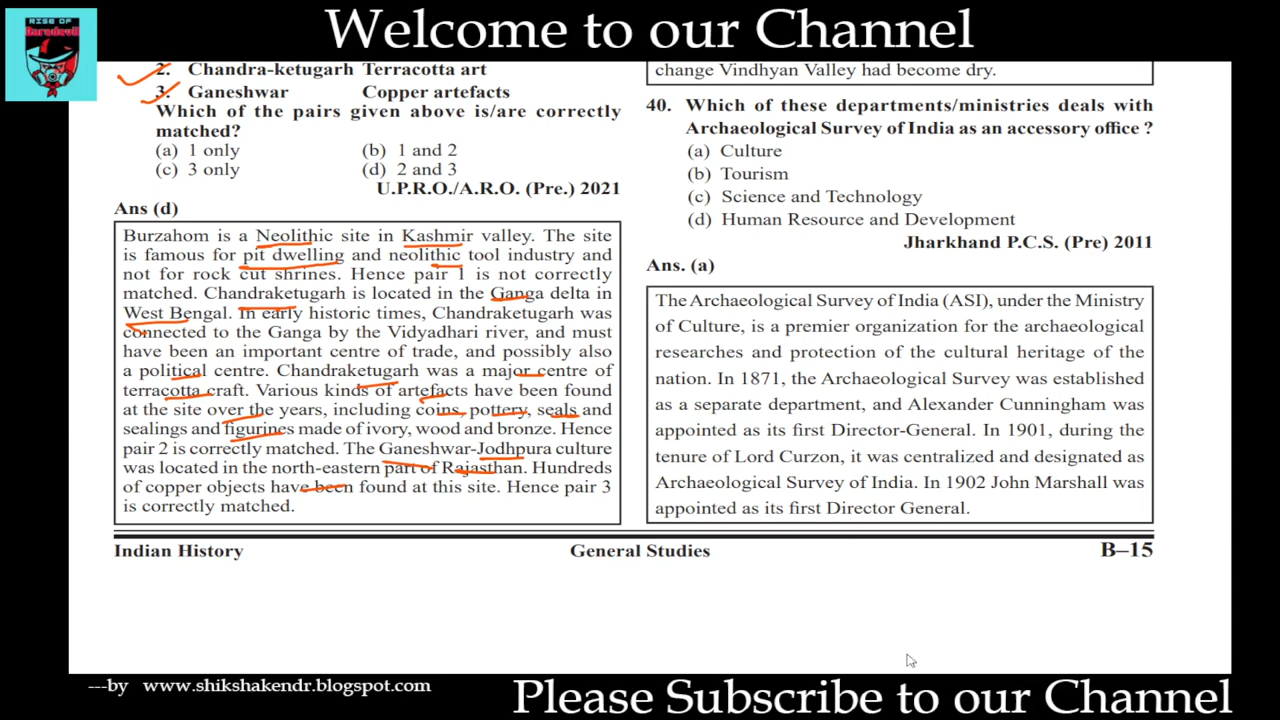 Welcome to our Channel
RISE OF
Daredevil
2. Chandra-ketugarh Terracotta art
3. Ganeshwar Copper artefacts
Which of the pairs given above is/are correctly
matched?
(a) 1 only (b) 1 and 2
(c) 3 only (d) 2 and 3
U.P.R.O./A.R.O. (Pre.) 2021
Ans (d)
Burzahom is a Neolithic site in Kashmir valley. The site
is famous for pit dwelling and neolithic tool industry and
not for rock cut shrines. Hence pair 1 is not correctly
matched. Chandraketugarh is located in the Ganga delta in
West Bengal. In early historic times, Chandraketugarh was
connected to the Ganga by the Vidyadhari river, and must
have been an important centre of trade, and possibly also
a political centre. Chandraketugarh was a major centre of
terracotta craft. Various kinds of artefacts have been found
at the site over the years, including coins, pottery, seals and
sealings and figurines made of ivory, wood and bronze. Hence
pair 2 is correctly matched. The Ganeshwar-Jodhpura culture
was located in the north-eastern part of Rajasthan. Hundreds
of copper objects have been found at this site. Hence pair 3
is correctly matched.
change Vindhyan Valley had become dry.
40. Which of these departments/ministries deals with
Archaeological Survey of India as an accessory office ?
(a) Culture
(b) Tourism
(c) Science and Technology
(d) Human Resource and Development
Jharkhand P.C.S. (Pre) 2011
Ans. (a)
The Archaeological Survey of India (ASI), under the Ministry
of Culture, is a premier organization for the archaeological
researches and protection of the cultural heritage of the
nation. In 1871, the Archaeological Survey was established
as a separate department, and Alexander Cunningham was
appointed as its first Director-General. In 1901, during the
tenure of Lord Curzon, it was centralized and designated as
Archaeological Survey of India. In 1902 John Marshall was
appointed as its first Director General.
Indian History General Studies B–15
---by www.shikshakendr.blogspot.com
Please Subscribe to our Channel